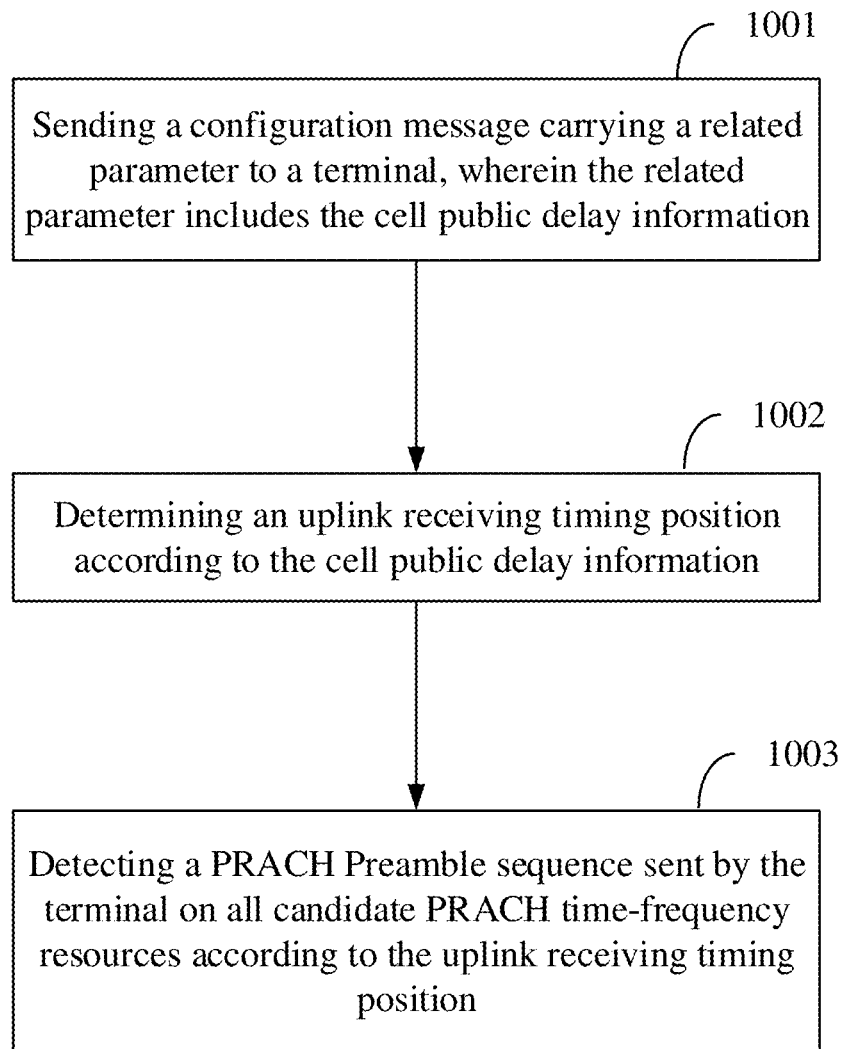 1001
Sending a configuration message carrying a related
parameter to a terminal, wherein the related
parameter includes the cell public delay information
1002
Determining an uplink receiving timing position
according to the cell public delay information
1003
Detecting a PRACH Preamble sequence sent by the
terminal on all candidate PRACH time-frequency
resources according to the uplink receiving timing
position